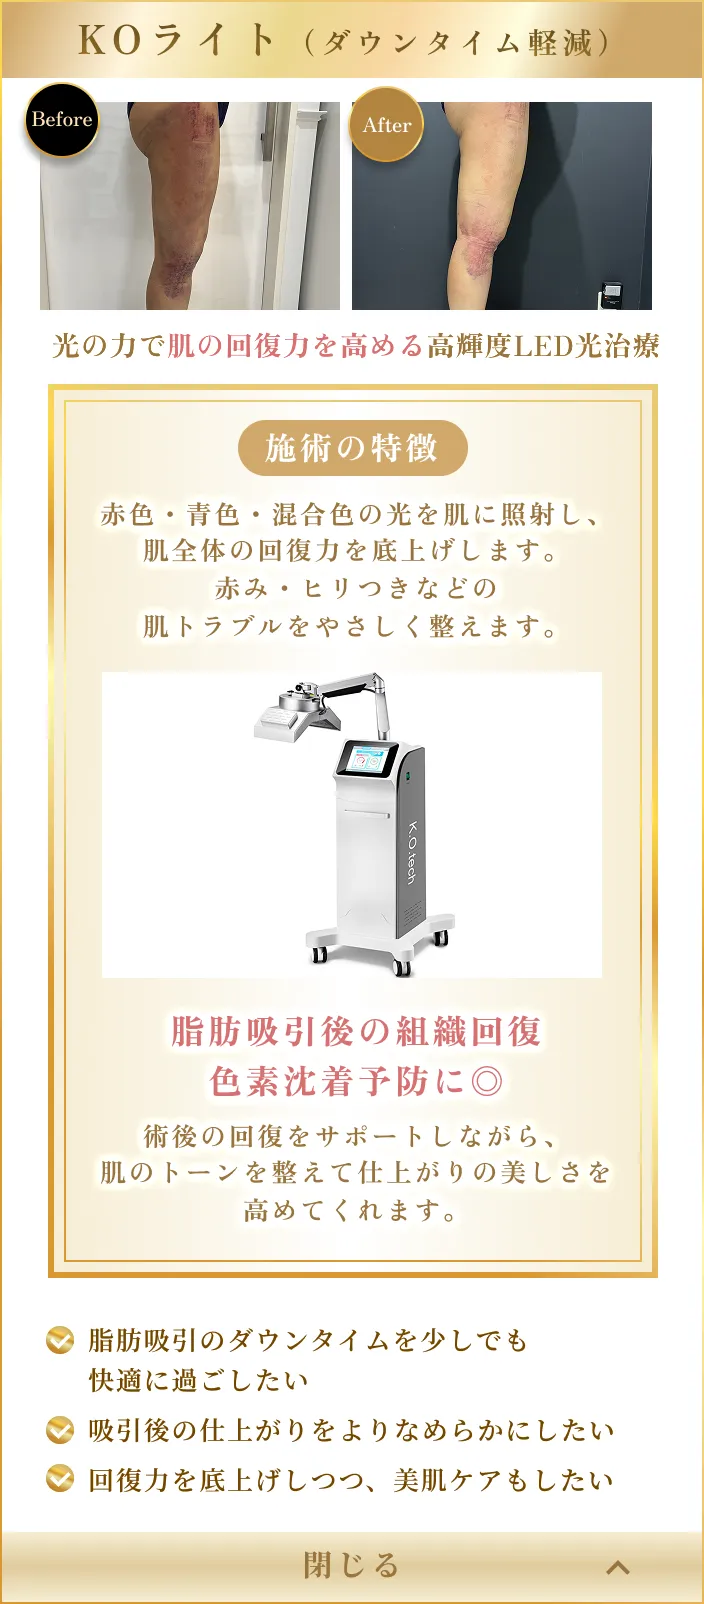 KOライト（ダウンタイム軽減）
Before
After
光の力で肌の回復力を高める高輝度LED光治療
施術の特徴
赤色・青色・混合色の光を肌に照射し、
肌全体の回復力を底上げします。
赤み・ヒリつきなどの
肌トラブルをやさしく整えます。
K.O.tech
脂肪吸引後の組織回復
色素沈着予防に◎
術後の回復をサポートしながら、
肌のトーンを整えて仕上がりの美しさを
高めてくれます。
脂肪吸引のダウンタイムを少しでも
快適に過ごしたい
吸引後の仕上がりをよりなめらかにしたい
回復力を底上げしつつ、美肌ケアもしたい
閉じる